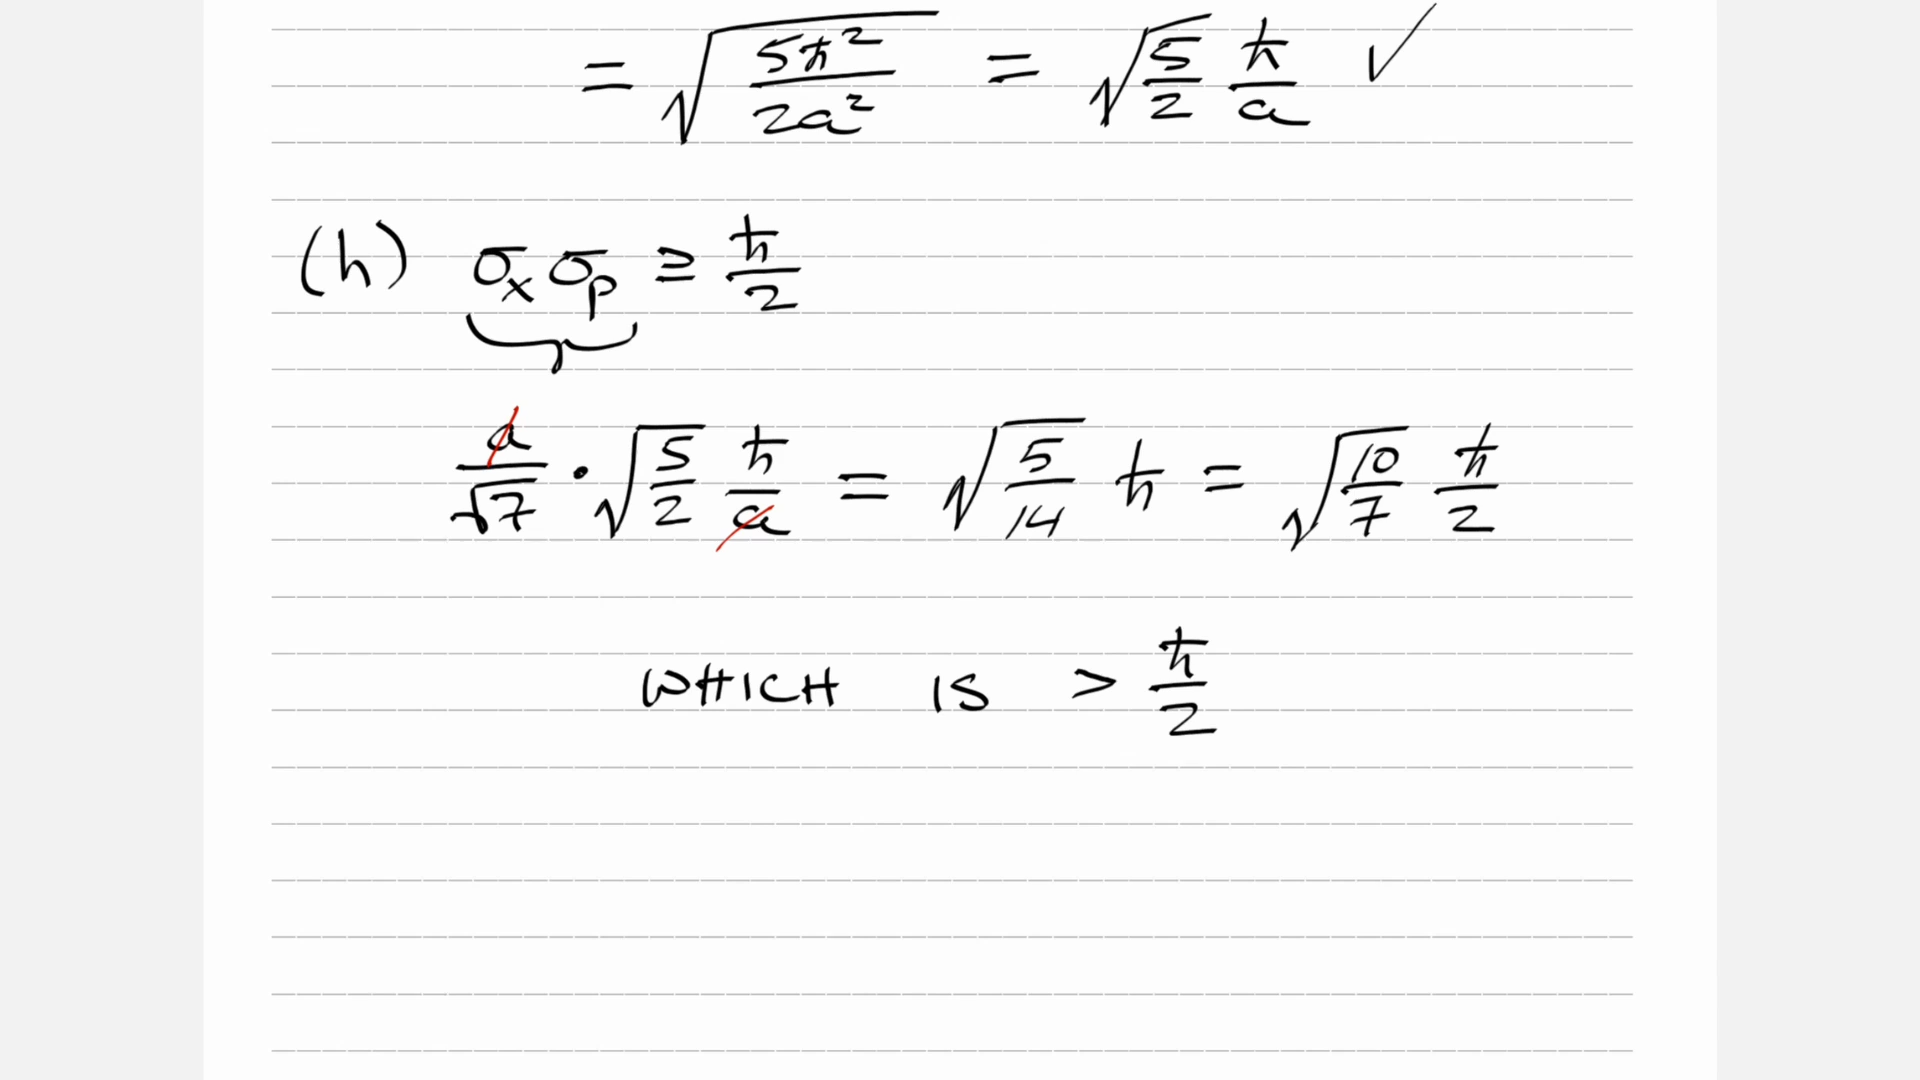 = √(5ħ²/2a²) = √(5/2) ħ/a ✓
(h) σₓσₚ ≥ ħ/2
a/√7 · √(5/2) ħ/a = √(5/14) ħ = √(10/7) ħ/2
WHICH IS > ħ/2